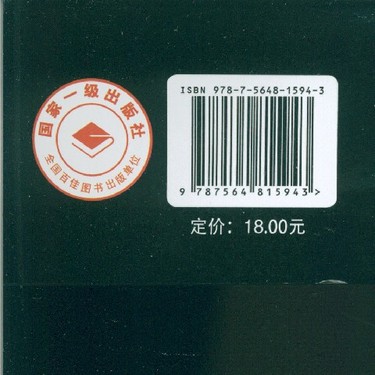 国家一级出版社
全国百佳图书出版单位
ISBN 978-7-5648-1594-3
9 787564 815943 >
定价：18.00元